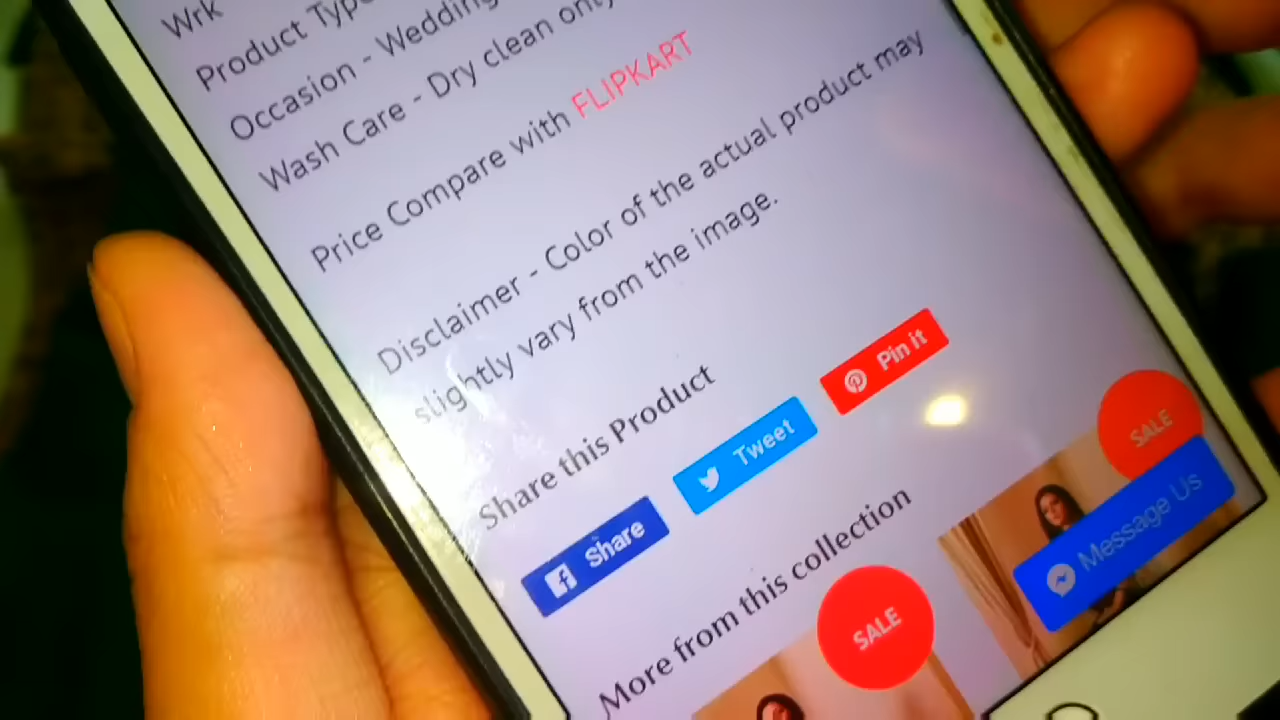 Wrk
Product Type
Occasion - Wedding
Wash Care - Dry clean only
Price Compare with FLIPKART
Disclaimer - Color of the actual product may
slightly vary from the image.
Share this Product
Share
Tweet
Pin it
More from this collection
SALE
SALE
Message Us